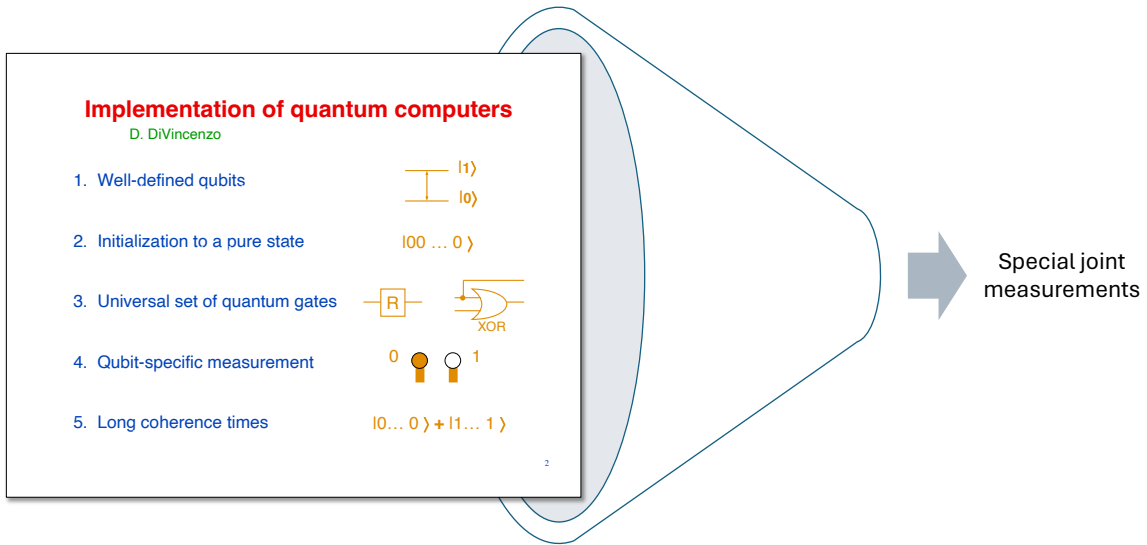 Implementation of quantum computers
D. DiVincenzo
1. Well-defined qubits
|1⟩
|0⟩
2. Initialization to a pure state
|00 … 0 ⟩
3. Universal set of quantum gates
R
XOR
4. Qubit-specific measurement
0
1
5. Long coherence times
|0… 0 ⟩ + |1… 1 ⟩
2
Special joint
measurements